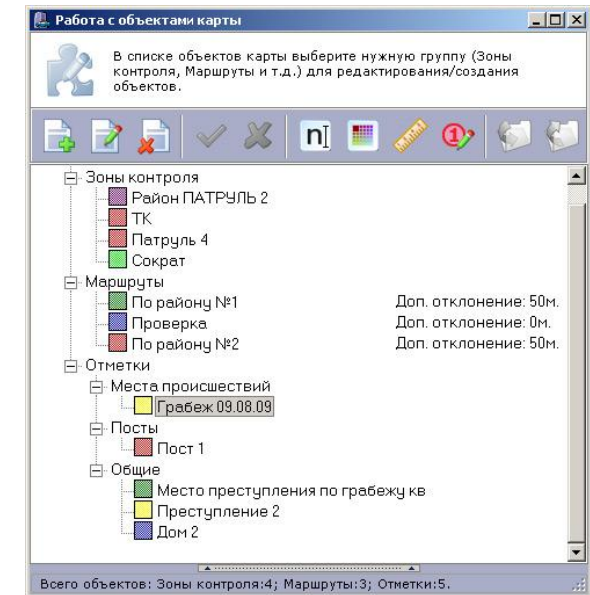 Работа с объектами карты
В списке объектов карты выберите нужную группу (Зоны
контроля, Маршруты и т.д.) для редактирования/создания
объектов.
Зоны контроля
Район ПАТРУЛЬ 2
ТК
Патруль 4
Сократ
Маршруты
По району №1 Доп. отклонение: 50м.
Проверка Доп. отклонение: 0м.
По району №2 Доп. отклонение: 50м.
Отметки
Места происшествий
Грабеж 09.08.09
Посты
Пост 1
Общие
Место преступления по грабежу кв
Преступление 2
Дом 2
Всего объектов: Зоны контроля:4; Маршруты:3; Отметки:5.